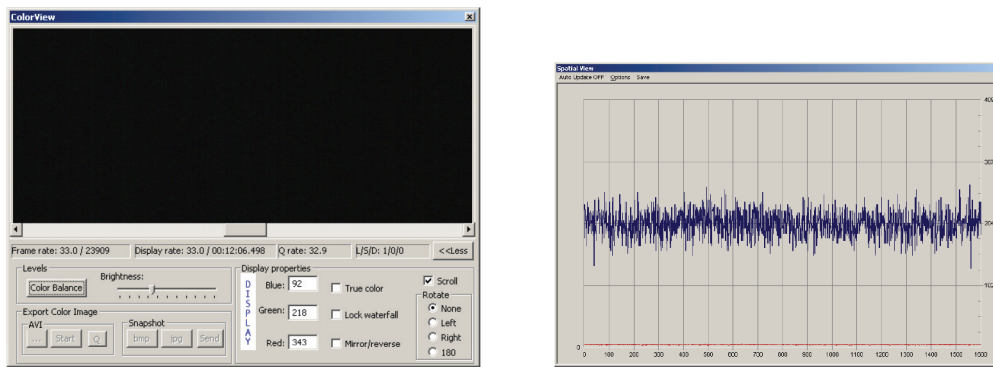 ColorView
Frame rate: 33.0 / 23909 Display rate: 33.0 / 00:12:06.498 Q rate: 32.9 L/S/D: 1/0/0 <<Less
Levels
Color Balance
Brightness:
Export Color Image
AVI
... Start Q
Snapshot
bmp jpg Send
Display properties
DISPLAY
Blue: 92
Green: 218
Red: 343
True color
Lock waterfall
Mirror/reverse
Scroll
Rotate
None
Left
Right
180
Spatial View
Auto Update OFF Options Save
0
0 100 200 300 400 500 600 700 800 900 1000 1100 1200 1300 1400 1500 1600